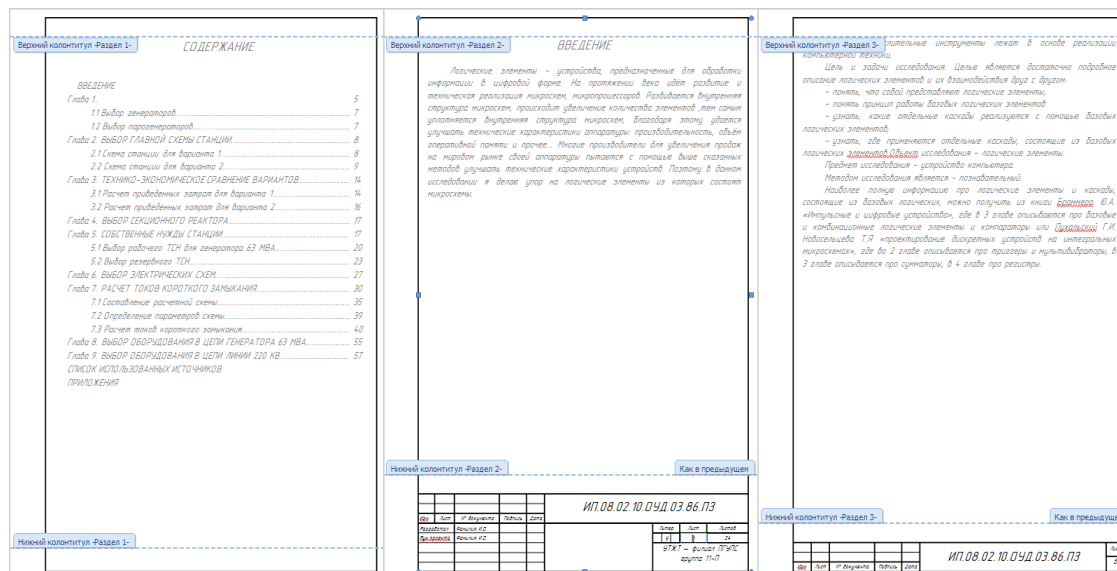 Верхний колонтитул -Раздел 1-
СОДЕРЖАНИЕ
ВВЕДЕНИЕ
Глава 1. 5
1.1 Выбор генераторов 7
1.2 Выбор парогенераторов 7
Глава 2. ВЫБОР ГЛАВНОЙ СХЕМЫ СТАНЦИИ 8
2.1 Схема станции для варианта 1 8
2.2 Схема станции для варианта 2 9
Глава 3. ТЕХНИКО-ЭКОНОМИЧЕСКОЕ СРАВНЕНИЕ ВАРИАНТОВ 14
3.1 Расчет приведенных затрат для варианта 1 14
3.2 Расчет приведенных затрат для варианта 2 16
Глава 4. ВЫБОР СЕКЦИОННОГО РЕАКТОРА 17
Глава 5. СОБСТВЕННЫЕ НУЖДЫ СТАНЦИИ 17
5.1 Выбор рабочего ТСН для генератора 63 МВА 20
5.2 Выбор резервного ТСН 23
Глава 6. ВЫБОР ЭЛЕКТРИЧЕСКИХ СХЕМ 27
Глава 7. РАСЧЕТ ТОКОВ КОРОТКОГО ЗАМЫКАНИЯ 30
7.1 Составление расчетной схемы 35
7.2 Определение параметров схемы 39
7.3 Расчет токов короткого замыкания 40
Глава 8. ВЫБОР ОБОРУДОВАНИЯ В ЦЕПИ ГЕНЕРАТОРА 63 МВА 55
Глава 9. ВЫБОР ОБОРУДОВАНИЯ В ЦЕПИ ЛИНИИ 220 КВ 57
СПИСОК ИСПОЛЬЗОВАННЫХ ИСТОЧНИКОВ
ПРИЛОЖЕНИЯ
Нижний колонтитул -Раздел 1-
Верхний колонтитул -Раздел 2-
ВВЕДЕНИЕ
Логические элементы – устройства, предназначенные для обработки
информации в цифровой форме. На протяжении века идёт развитие и
техническая реализация микросхем, микропроцессоров. Развивается внутренняя
структура микросхем, происходит увеличение количества элементов ,тем самым
уплотняется внутренняя структура микросхем, благодаря этому удаётся
улучшать технические характеристики аппаратуры: производительность, объём
оперативной памяти и прочее... Многие производители для увеличения продаж
на мировом рынке своей аппаратуры пытаются с помощью выше сказанных
методов улучшать технические характеристики устройств. Поэтому в данном
исследовании я делаю упор на логические элементы из которых состоят
микросхемы.
Нижний колонтитул -Раздел 2-
Как в предыдущем
ИП.08.02.10.ОУД.03.86.ПЗ
Изм Лист № документа Подпись Дата
Разработал Фамилия И.О.
Рук.проекта Фамилия И.О.
Литер Лист Листов
У 24
УТЖТ – филиал ПГУПС
группа 11-П
Верхний колонтитул -Раздел 3-
лительные инструменты лежат в основе реализации
компьютерной техники.
Цель и задачи исследования. Целью является достаточно подробное
описание логических элементов и их взаимодействия друг с другом:
– понять, что собой представляют логические элементы;
– понять принцип работы базовых логических элементов
– узнать, какие отдельные каскады реализуются с помощью базовых
логических элементов;
– узнать, где применяются отдельные каскады, состоящие из базовых
логических элементов.Объект исследования – логические элементы.
Предмет исследования – устройство компьютера.
Методом исследования является – познавательный.
Наиболее полную информацию про логические элементы и каскады,
состоящие из базовых логических, можно получить из книги Браммера. Ю.А.
«Импульсные и цифровые устройства», где в 3 главе описываются про базовые
и комбинационные логические элементы и компараторы или Пухальский Г.И.
Новосельцева Т.Я «проектирование дискретных устройств на интегральных
микросхемах», где во 2 главе описывается про триггеры и мультивибраторы, в
3 главе описывается про сумматоры, в 4 главе про регистры.
Нижний колонтитул -Раздел 3-
Как в предыдуще
ИП.08.02.10.ОУД.03.86.ПЗ
Изм Лист № документа Подпись Дата